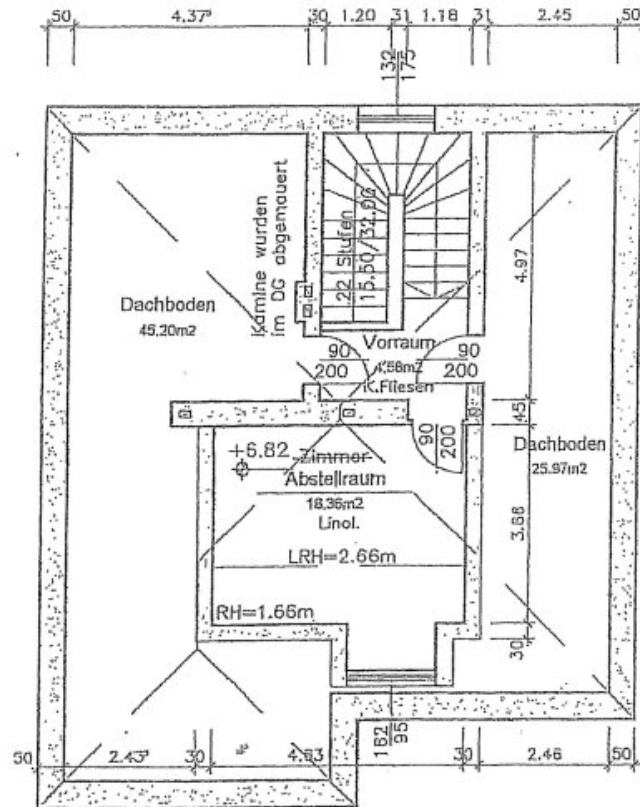 50 4.37⁵ 30 1.20 31 1.18 31 2.45 50
132
175
Kamine wurden
im DG abgemauert
22 Stufen
15.50/32.0G
4.97
Dachboden
45,20m2
Vorraum
4,58m2
K.Fliesen
90
200
90
200
90
200
45
Dachboden
25.97m2
+6.82
Zimmer
Abstellraum
18,36m2
Linol.
3.68
LRH=2.66m
RH=1.66m
30
162
95
50 2.43⁵ 30 4.63 30 2.46 50